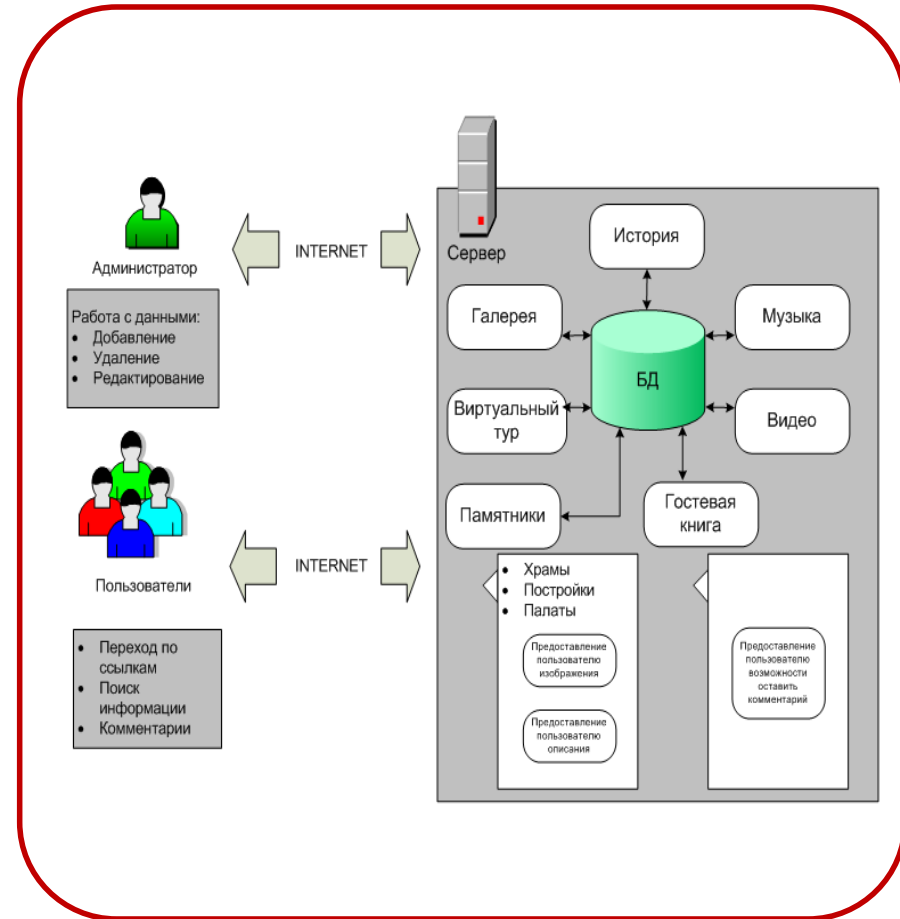 Администратор
Работа с данными:
• Добавление
• Удаление
• Редактирование
INTERNET
Пользователи
• Переход по
ссылкам
• Поиск
информации
• Комментарии
INTERNET
Сервер
История
Галерея
Музыка
БД
Виртуальный
тур
Видео
Памятники
Гостевая
книга
• Храмы
• Постройки
• Палаты
Предоставление
пользователю
изображения
Предоставление
пользователю
описания
Предоставление
пользователю
возможности
оставить
комментарий